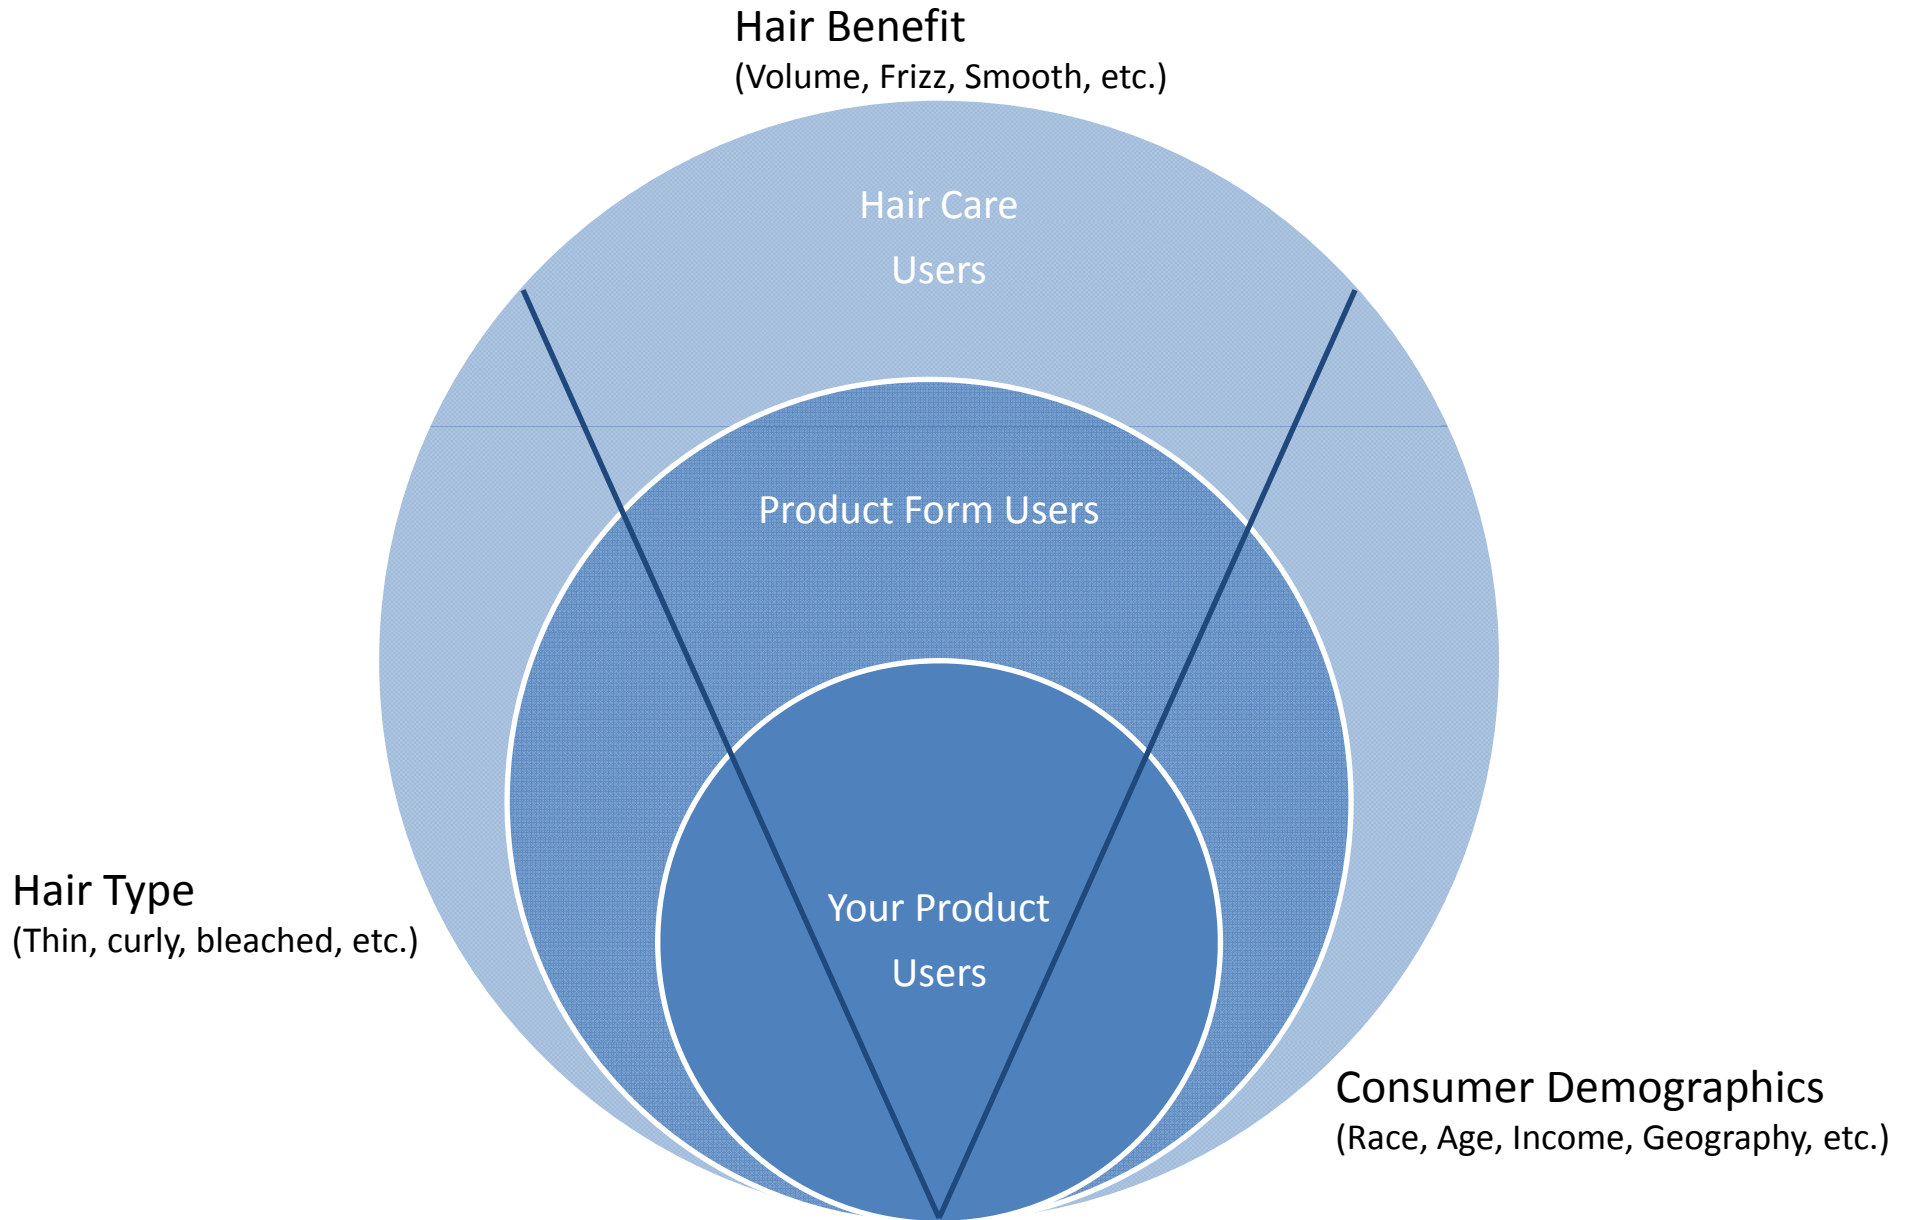 Hair Benefit
(Volume, Frizz, Smooth, etc.)
Hair Care
Users
Product Form Users
Your Product
Users
Hair Type
(Thin, curly, bleached, etc.)
Consumer Demographics
(Race, Age, Income, Geography, etc.)